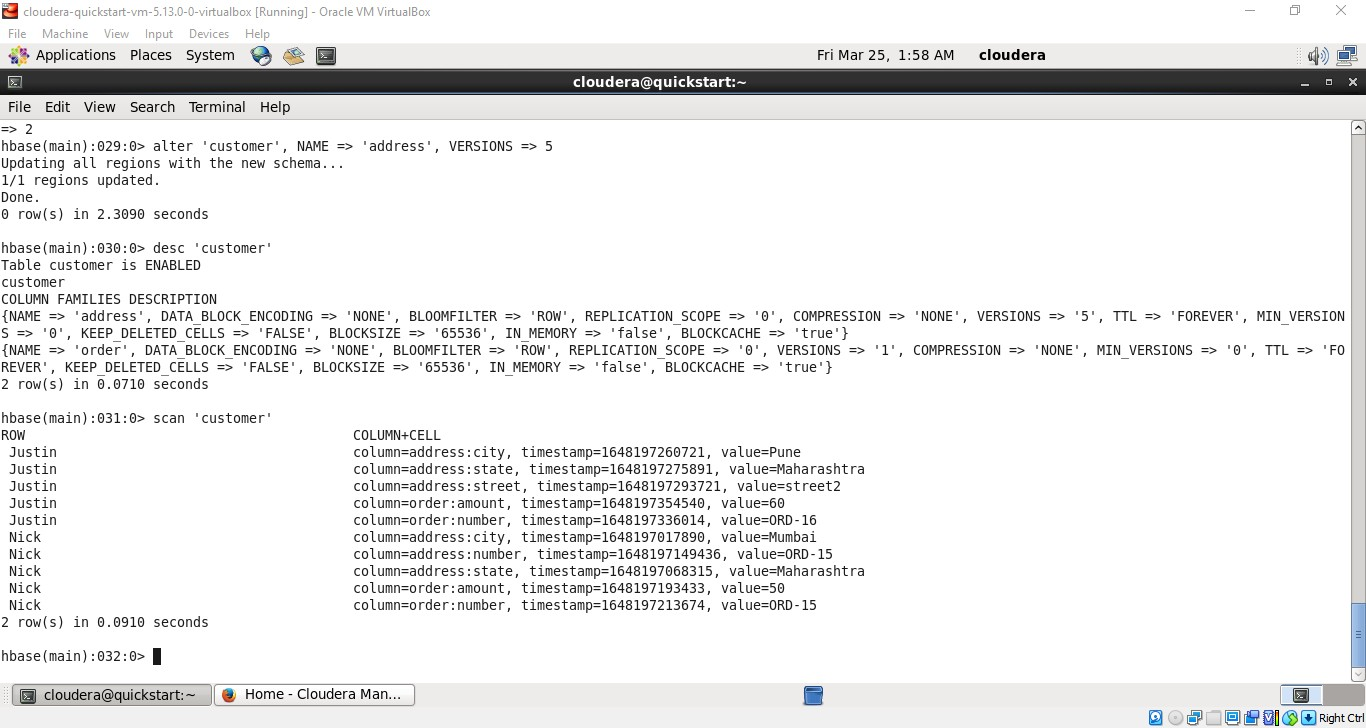 cloudera-quickstart-vm-5.13.0-0-virtualbox [Running] - Oracle VM VirtualBox
File Machine View Input Devices Help
Applications Places System Fri Mar 25, 1:58 AM cloudera
cloudera@quickstart:~
File Edit View Search Terminal Help
=> 2
hbase(main):029:0> alter 'customer', NAME => 'address', VERSIONS => 5
Updating all regions with the new schema...
1/1 regions updated.
Done.
0 row(s) in 2.3090 seconds
hbase(main):030:0> desc 'customer'
Table customer is ENABLED
customer
COLUMN FAMILIES DESCRIPTION
{NAME => 'address', DATA_BLOCK_ENCODING => 'NONE', BLOOMFILTER => 'ROW', REPLICATION_SCOPE => '0', COMPRESSION => 'NONE', VERSIONS => '5', TTL => 'FOREVER', MIN_VERSION
S => '0', KEEP_DELETED_CELLS => 'FALSE', BLOCKSIZE => '65536', IN_MEMORY => 'false', BLOCKCACHE => 'true'}
{NAME => 'order', DATA_BLOCK_ENCODING => 'NONE', BLOOMFILTER => 'ROW', REPLICATION_SCOPE => '0', VERSIONS => '1', COMPRESSION => 'NONE', MIN_VERSIONS => '0', TTL => 'FO
REVER', KEEP_DELETED_CELLS => 'FALSE', BLOCKSIZE => '65536', IN_MEMORY => 'false', BLOCKCACHE => 'true'}
2 row(s) in 0.0710 seconds
hbase(main):031:0> scan 'customer'
ROW COLUMN+CELL
Justin column=address:city, timestamp=1648197260721, value=Pune
Justin column=address:state, timestamp=1648197275891, value=Maharashtra
Justin column=address:street, timestamp=1648197293721, value=street2
Justin column=order:amount, timestamp=1648197354540, value=60
Justin column=order:number, timestamp=1648197336014, value=ORD-16
Nick column=address:city, timestamp=1648197017890, value=Mumbai
Nick column=address:number, timestamp=1648197149436, value=ORD-15
Nick column=address:state, timestamp=1648197068315, value=Maharashtra
Nick column=order:amount, timestamp=1648197193433, value=50
Nick column=order:number, timestamp=1648197213674, value=ORD-15
2 row(s) in 0.0910 seconds
hbase(main):032:0>
cloudera@quickstart:~ Home - Cloudera Man...
Right Ctrl